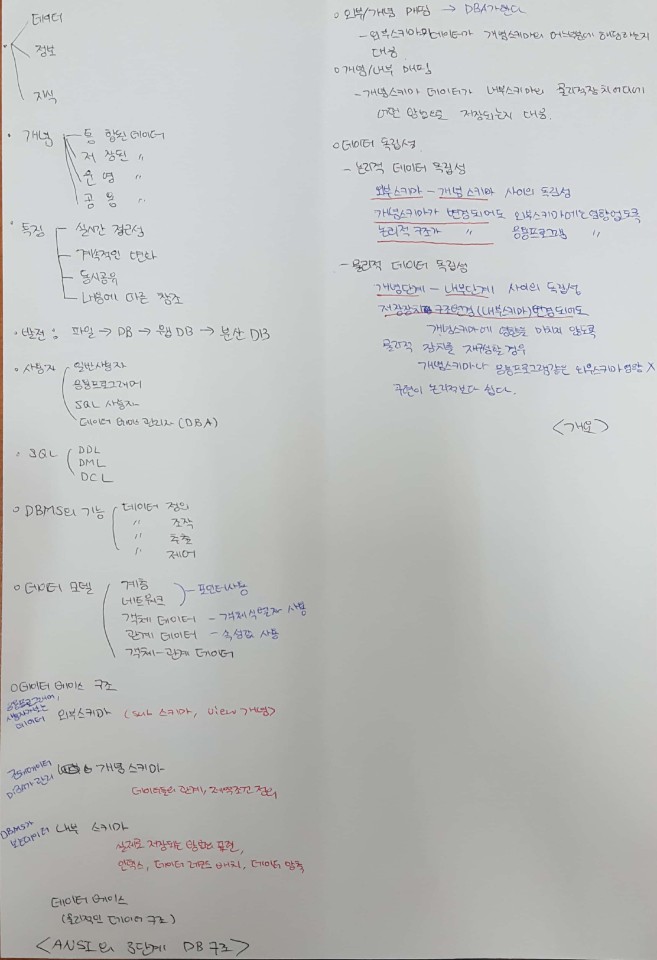 데이터
정보
지식
· 개념 - 통합된 데이터
저장된 〃
운영 〃
공용 〃
· 특징 - 실시간 접근성
계속적인 변화
동시공유
내용에 따른 참조
· 발전 : 파일 → DB → 웹 DB → 분산 DB
· 사용자 일반사용자
응용프로그래머
SQL 사용자
데이터 베이스 관리자 (DBA)
○ SQL DDL
DML
DCL
○ DBMS의 기능 데이터 정의
〃 조작
〃 추출
〃 제어
○ 데이터 모델 계층
네트워크 - 포인터사용
객체 데이터 - 객체식별자 사용
관계 데이터 - 속성값 사용
객체-관계 데이터
○ 데이터 베이스 구조
응용프로그래머, 사용자가 보는 데이터 외부스키마 (sub 스키마, view 개념)
전체데이터 DBA가 관리 개념스키마
데이터들의 관계, 제약조건 정의,
DBMS가 보는데이터 내부 스키마
실제로 저장되는 방법 표현,
인덱스, 데이터 레코드 배치, 데이터 압축
데이터 베이스
(물리적인 데이터 구조)
<ANSI의 3단계 DB 구조>
○ 외부/개념 매핑 → DBA가한다
- 외부스키마의데이터가 개념스키마의 어느부분에 해당되는지
대응
○ 개념/내부 매핑
- 개념스키마 데이터가 내부스키마의 물리적장치 어디에
어떤 방법으로 저장되는지 대응.
○ 데이터 독립성
- 논리적 데이터 독립성
외부스키마 - 개념스키마 사이의 독립성
개념스키마가 변경되어도 외부스키마에는 영향없도록
논리적 구조가 〃 응용프로그램 〃
- 물리적 데이터 독립성
개념단계 - 내부단계 사이의 독립성
저장장치 구조변경(내부스키마)변경되어도
개념스키마에 영향을 미치지 않도록
물리적 장치를 재구성할 경우
개념스키마나 응용프로그램같은 외부스키마 영향 X
구현이 논리적보다 쉽다.
<개요>